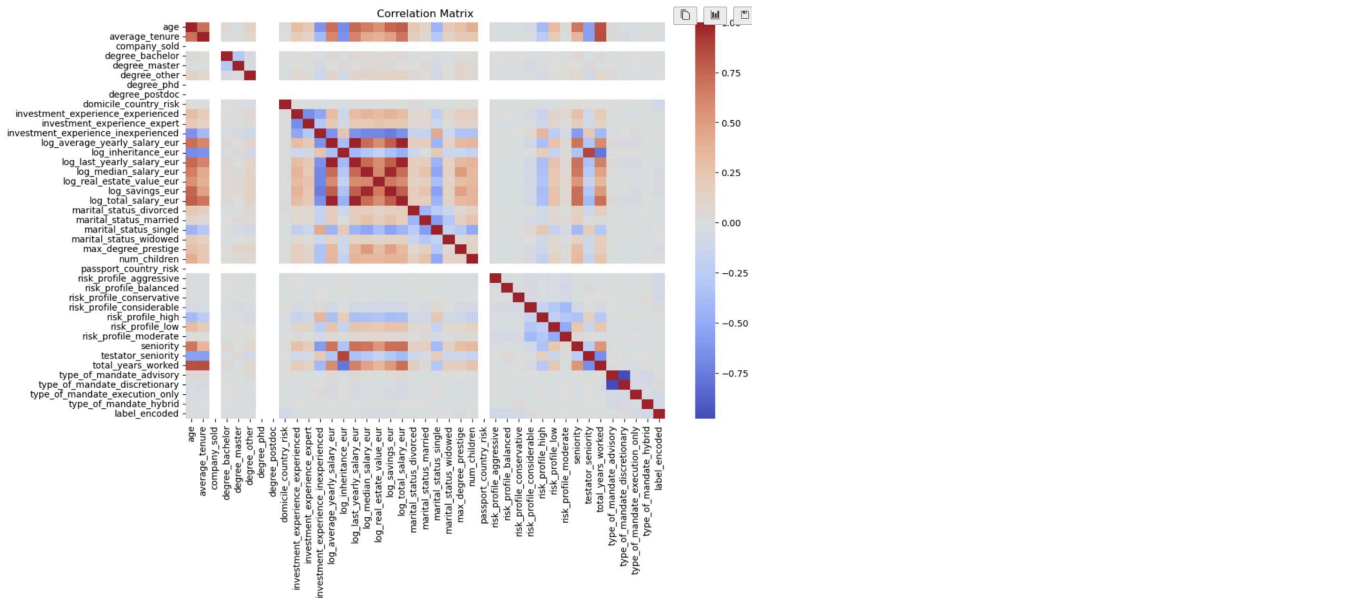 Correlation Matrix
age
average_tenure
company_sold
degree_bachelor
degree_master
degree_other
degree_phd
degree_postdoc
domicile_country_risk
investment_experience_experienced
investment_experience_expert
investment_experience_inexperienced
log_average_yearly_salary_eur
log_inheritance_eur
log_last_yearly_salary_eur
log_median_salary_eur
log_real_estate_value_eur
log_savings_eur
log_total_salary_eur
marital_status_divorced
marital_status_married
marital_status_single
marital_status_widowed
max_degree_prestige
num_children
passport_country_risk
risk_profile_aggressive
risk_profile_balanced
risk_profile_conservative
risk_profile_considerable
risk_profile_high
risk_profile_low
risk_profile_moderate
seniority
testator_seniority
total_years_worked
type_of_mandate_advisory
type_of_mandate_discretionary
type_of_mandate_execution_only
type_of_mandate_hybrid
label_encoded
age
average_tenure
company_sold
degree_bachelor
degree_master
degree_other
degree_phd
degree_postdoc
domicile_country_risk
investment_experience_experienced
investment_experience_expert
investment_experience_inexperienced
log_average_yearly_salary_eur
log_inheritance_eur
log_last_yearly_salary_eur
log_median_salary_eur
log_real_estate_value_eur
log_savings_eur
log_total_salary_eur
marital_status_divorced
marital_status_married
marital_status_single
marital_status_widowed
max_degree_prestige
num_children
passport_country_risk
risk_profile_aggressive
risk_profile_balanced
risk_profile_conservative
risk_profile_considerable
risk_profile_high
risk_profile_low
risk_profile_moderate
seniority
testator_seniority
total_years_worked
type_of_mandate_advisory
type_of_mandate_discretionary
type_of_mandate_execution_only
type_of_mandate_hybrid
label_encoded
0.75
0.50
0.25
0.00
−0.25
−0.50
−0.75